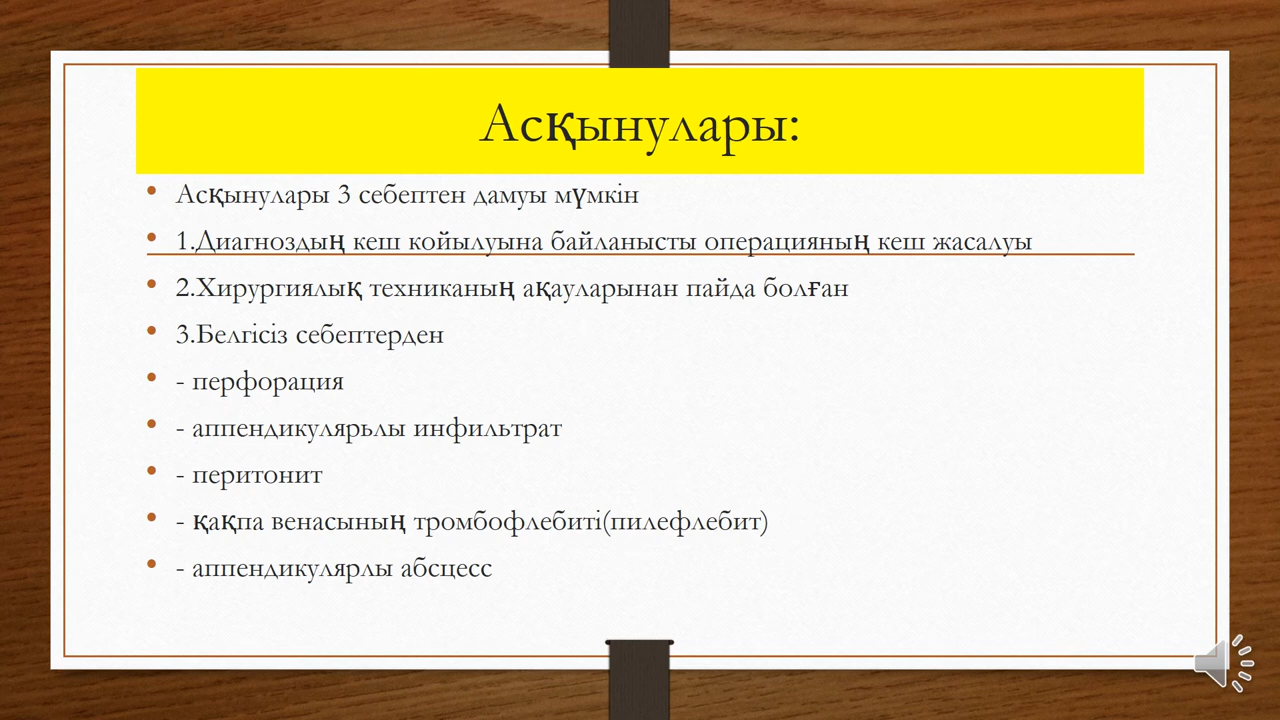 Асқынулары:
Асқынулары 3 себептен дамуы мүмкін
1.Диагноздың кеш койылуына байланысты операцияның кеш жасалуы
2.Хирургиялық техниканың ақауларынан пайда болған
3.Белгісіз себептерден
- перфорация
- аппендикулярьлы инфильтрат
- перитонит
- қақпа венасының тромбофлебиті(пилефлебит)
- аппендикулярлы абсцесс